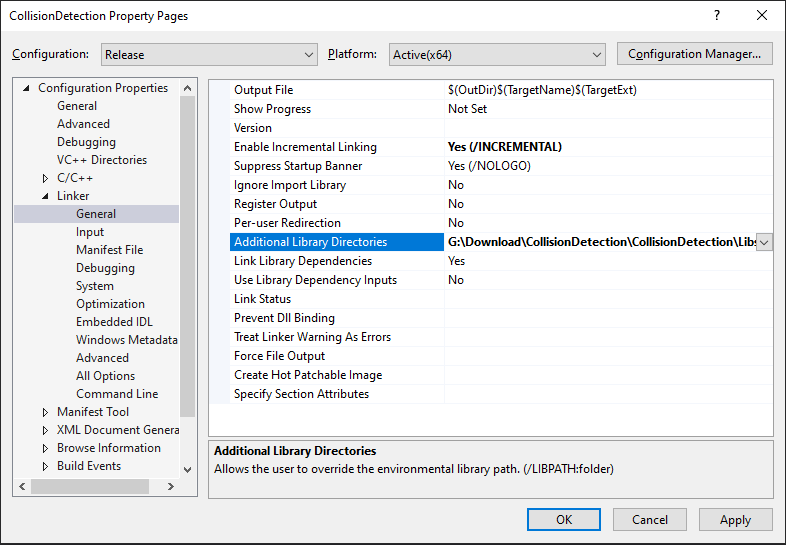 CollisionDetection Property Pages
? ×
Configuration: Release Platform: Active(x64) Configuration Manager...
Configuration Properties
General
Advanced
Debugging
VC++ Directories
C/C++
Linker
General
Input
Manifest File
Debugging
System
Optimization
Embedded IDL
Windows Metadata
Advanced
All Options
Command Line
Manifest Tool
XML Document Genera
Browse Information
Build Events
Output File $(OutDir)$(TargetName)$(TargetExt)
Show Progress Not Set
Version
Enable Incremental Linking Yes (/INCREMENTAL)
Suppress Startup Banner Yes (/NOLOGO)
Ignore Import Library No
Register Output No
Per-user Redirection No
Additional Library Directories G:\Download\CollisionDetection\CollisionDetection\Libs
Link Library Dependencies Yes
Use Library Dependency Inputs No
Link Status
Prevent Dll Binding
Treat Linker Warning As Errors
Force File Output
Create Hot Patchable Image
Specify Section Attributes
Additional Library Directories
Allows the user to override the environmental library path. (/LIBPATH:folder)
OK Cancel Apply